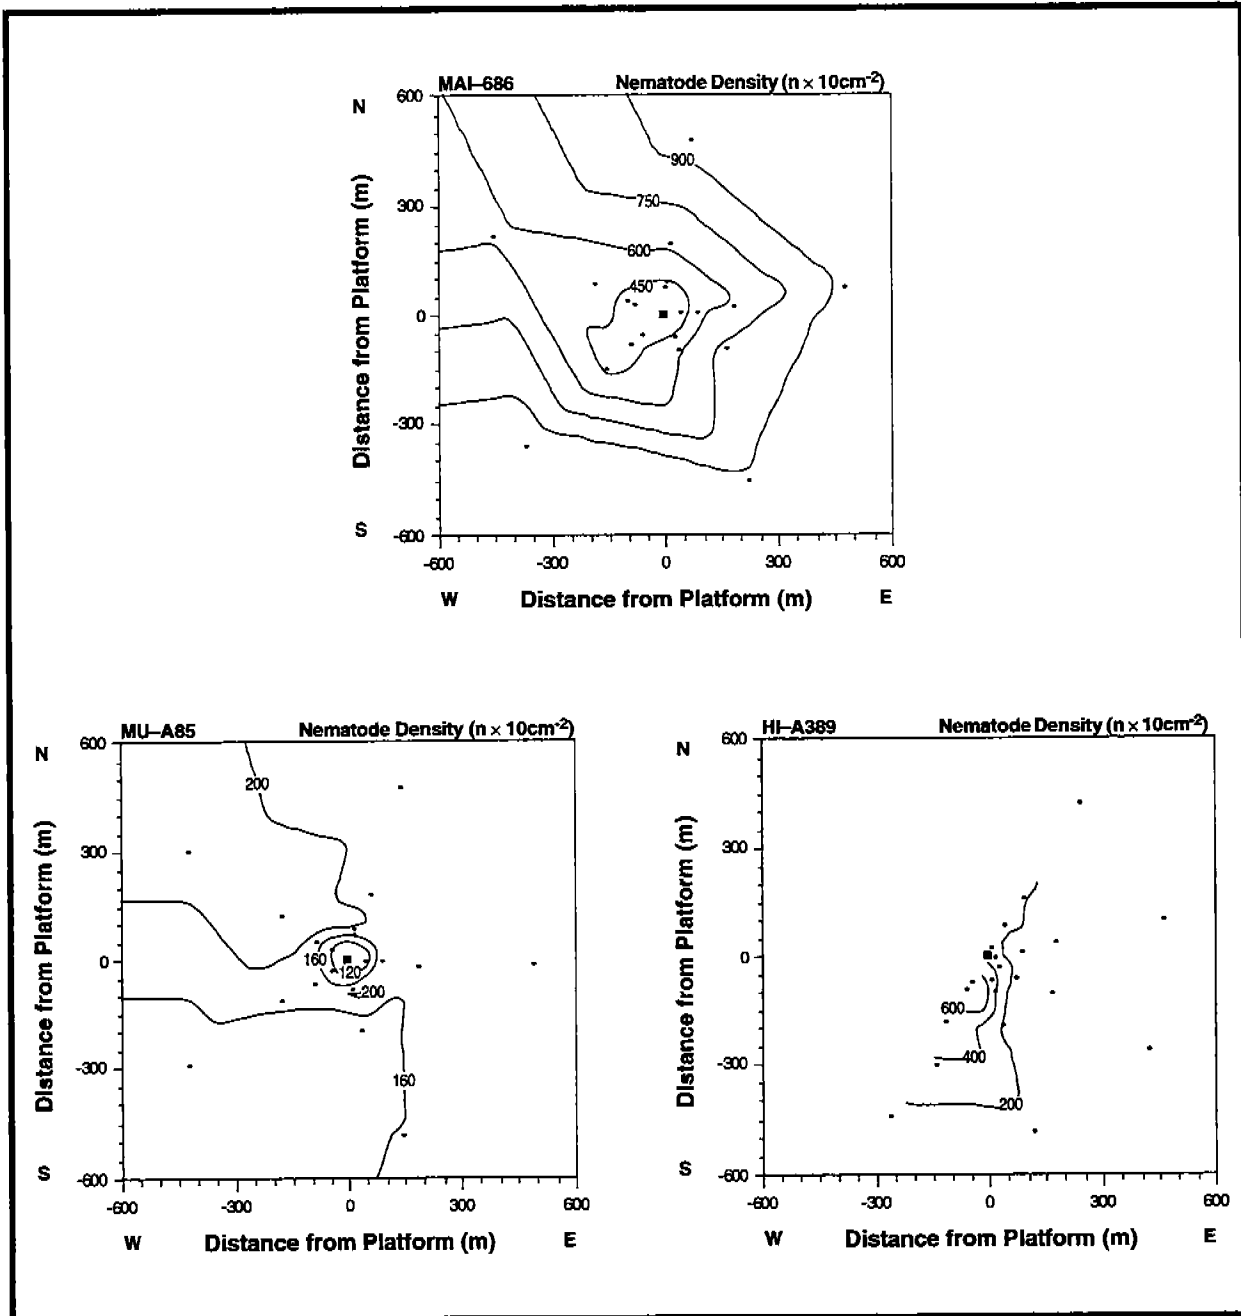 MAI–686 Nematode Density (n × 10cm-2)
N
600
900
750
300
600
450
0
-300
S
-600
-600 -300 0 300 600
W Distance from Platform (m) E
Distance from Platform (m)
MU–A85 Nematode Density (n × 10cm-2)
N
600
200
300
160
0
120
200
-300
160
S
-600
-600 -300 0 300 600
W Distance from Platform (m) E
Distance from Platform (m)
HI–A389 Nematode Density (n × 10cm-2)
N
600
300
0
600
400
-300
200
S
-600
-600 -300 0 300 600
W Distance from Platform (m) E
Distance from Platform (m)